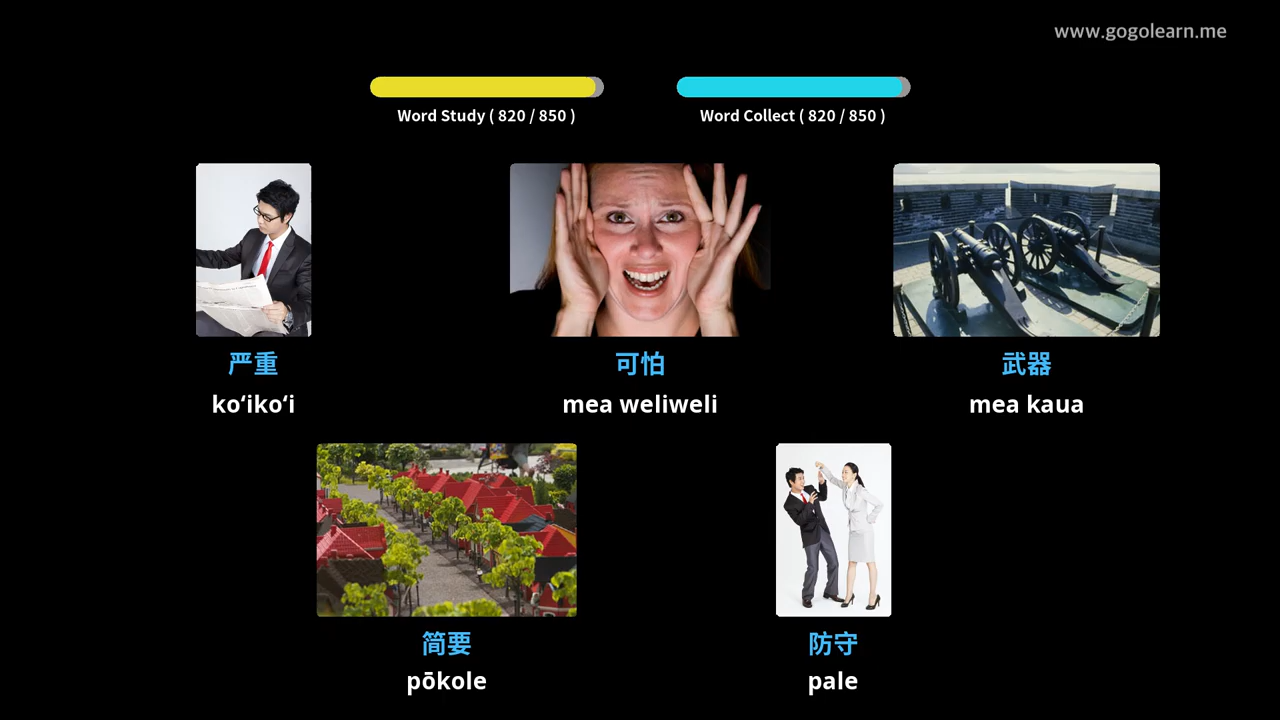 www.gogolearn.me
Word Study ( 820 / 850 )
Word Collect ( 820 / 850 )
严重
koʻikoʻi
可怕
mea weliweli
武器
mea kaua
简要
pōkole
防守
pale